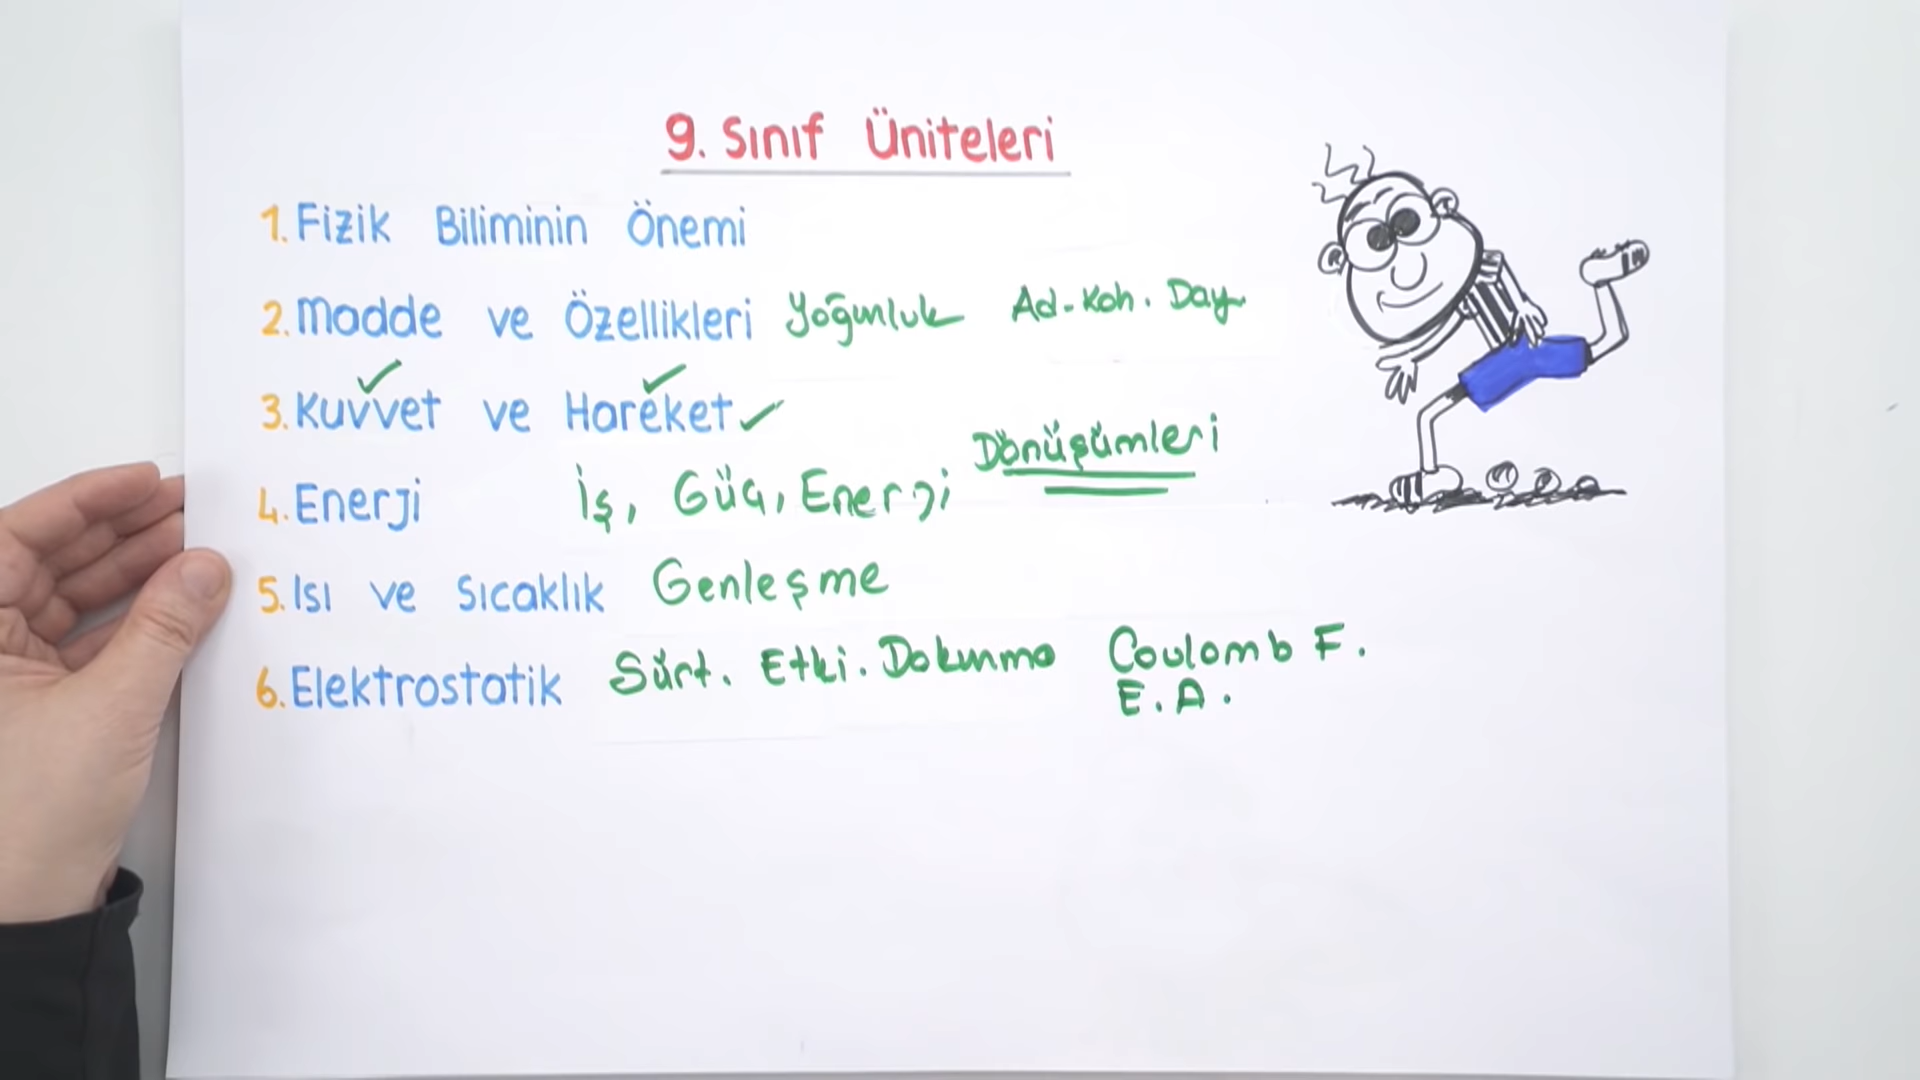 9. Sınıf Üniteleri
1. Fizik Biliminin Önemi
2. Madde ve Özellikleri Yoğunluk Ad-Koh. Day.
3. Kuvvet ve Hareket
4. Enerji İş, Güç, Enerji Dönüşümleri
5. Isı ve Sıcaklık Genleşme
6. Elektrostatik Sürt. Etki. Dokunma Coulomb F.
E.A.